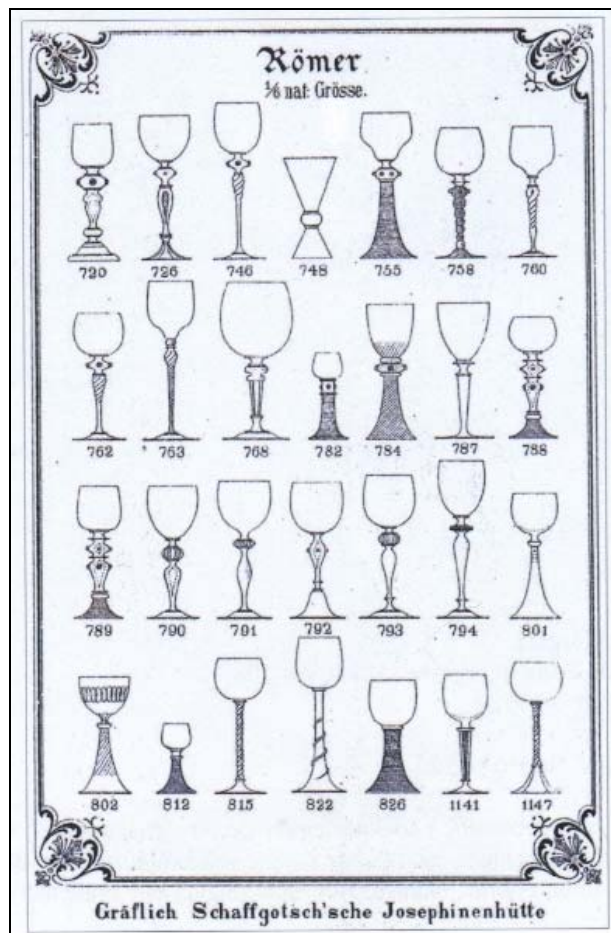 Römer
1/6 nat: Grösse.
720 726 746 748 755 758 760
762 763 768 782 784 787 788
789 790 791 792 793 794 801
802 812 815 822 826 1141 1147
Gräflich Schaffgotsch'sche Josephinenhütte